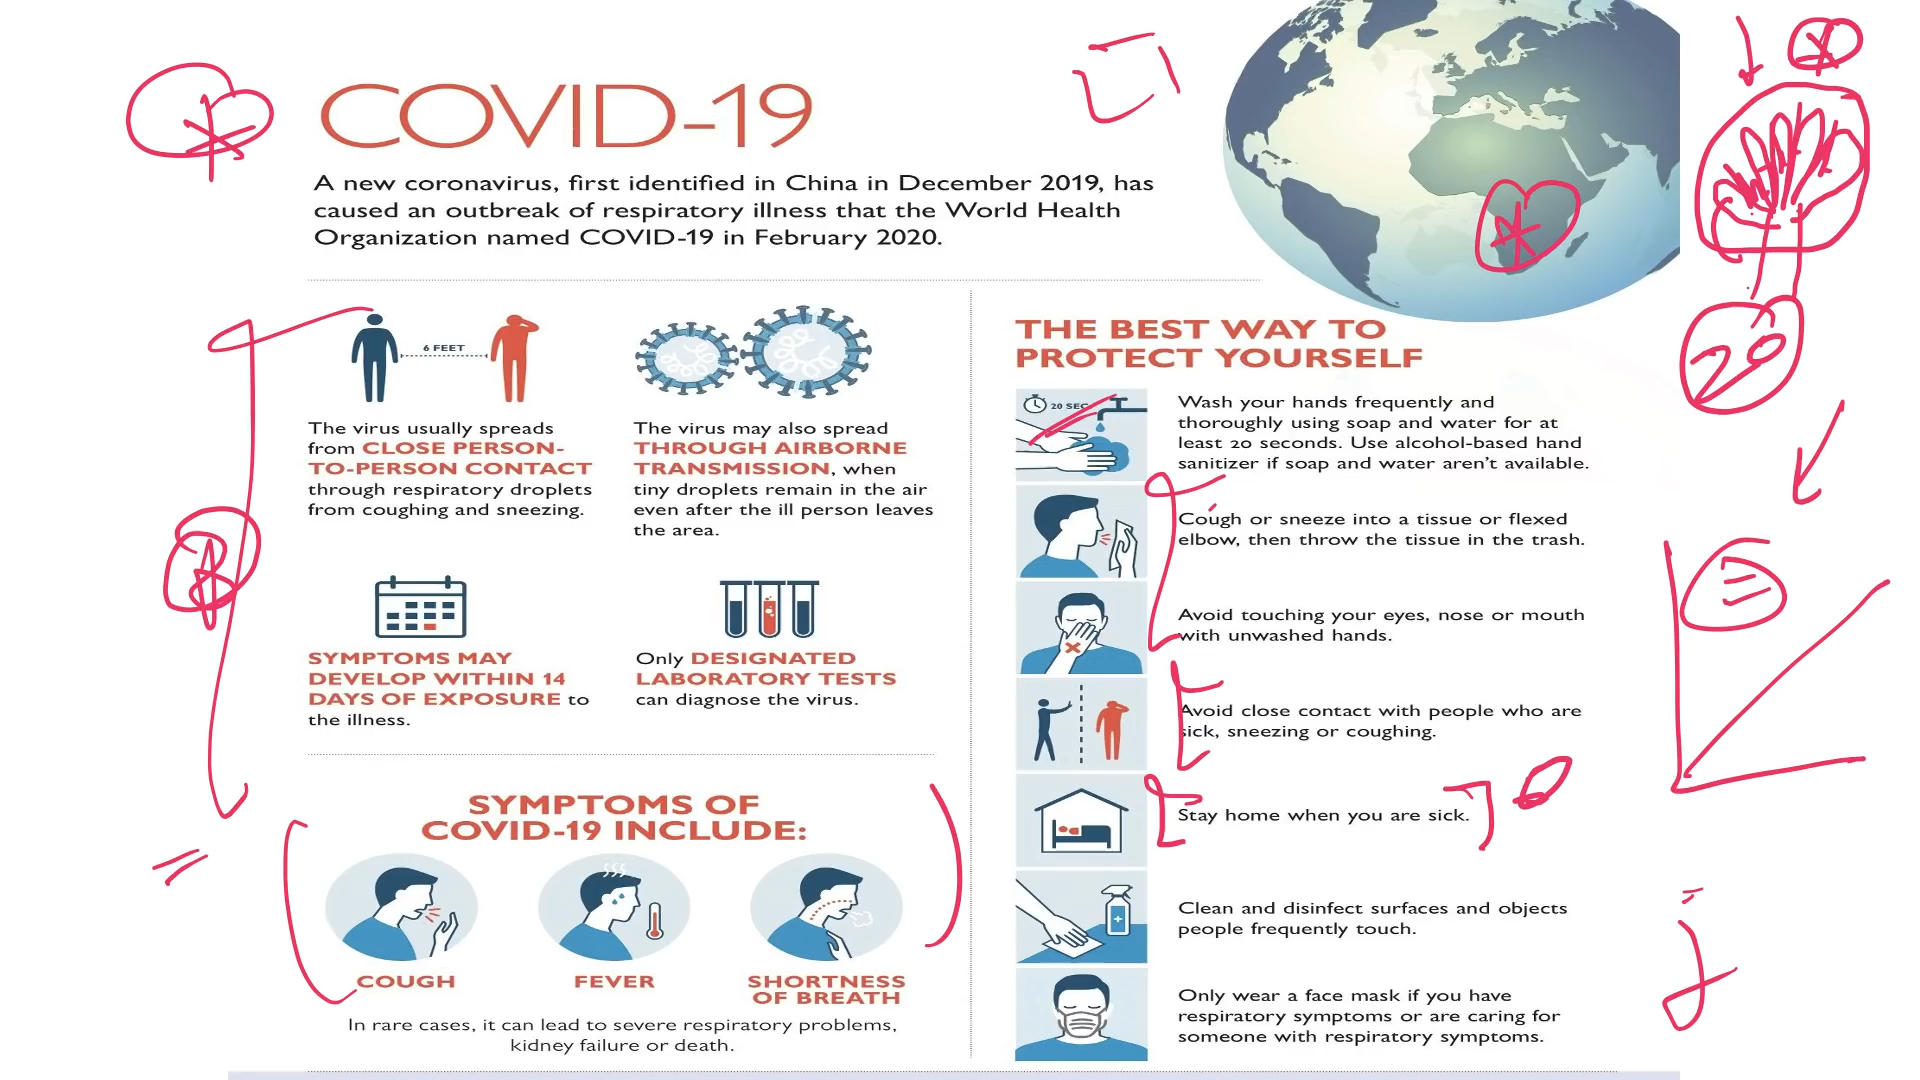 COVID-19
A new coronavirus, first identified in China in December 2019, has
caused an outbreak of respiratory illness that the World Health
Organization named COVID-19 in February 2020.
6 FEET
The virus usually spreads
from CLOSE PERSON-
TO-PERSON CONTACT
through respiratory droplets
from coughing and sneezing.
The virus may also spread
THROUGH AIRBORNE
TRANSMISSION, when
tiny droplets remain in the air
even after the ill person leaves
the area.
SYMPTOMS MAY
DEVELOP WITHIN 14
DAYS OF EXPOSURE to
the illness.
Only DESIGNATED
LABORATORY TESTS
can diagnose the virus.
SYMPTOMS OF
COVID-19 INCLUDE:
COUGH
FEVER
SHORTNESS
OF BREATH
In rare cases, it can lead to severe respiratory problems,
kidney failure or death.
THE BEST WAY TO
PROTECT YOURSELF
20 SEC
Wash your hands frequently and
thoroughly using soap and water for at
least 20 seconds. Use alcohol-based hand
sanitizer if soap and water aren't available.
Cough or sneeze into a tissue or flexed
elbow, then throw the tissue in the trash.
Avoid touching your eyes, nose or mouth
with unwashed hands.
Avoid close contact with people who are
sick, sneezing or coughing.
Stay home when you are sick.
Clean and disinfect surfaces and objects
people frequently touch.
Only wear a face mask if you have
respiratory symptoms or are caring for
someone with respiratory symptoms.
20